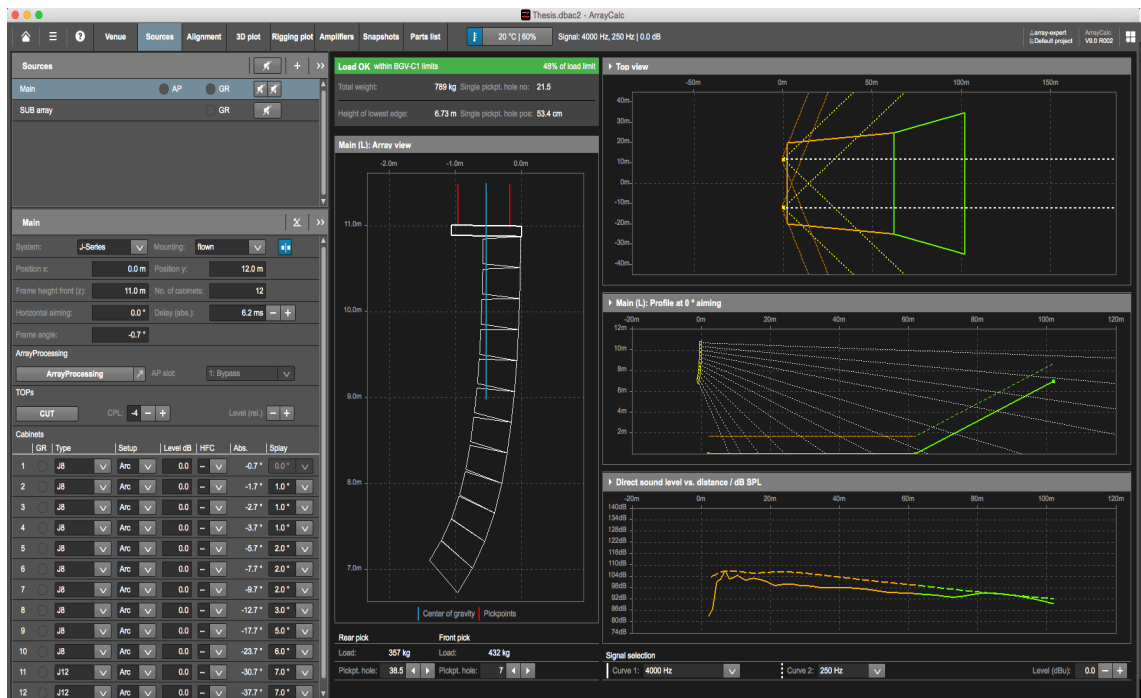 Thesis.dbac2 - ArrayCalc
Venue Sources Alignment 3D plot Rigging plot Amplifiers Snapshots Parts list 20 °C | 60% Signal: 4000 Hz, 250 Hz | 0.0 dB
array-expert ArrayCalc
Default project V9.0 R002
Sources + >>
Main AP GR
SUB array GR
Main >>
System: J-Series Mounting: flown
Position x: 0.0 m Position y: 12.0 m
Frame height front (z): 11.0 m No. of cabinets: 12
Horizontal aiming: 0.0 ° Delay (abs.): 6.2 ms − +
Frame angle: -0.7 °
ArrayProcessing
ArrayProcessing AP slot: 1: Bypass
TOPs
CUT CPL: -4 − + Level (rel.) − +
Cabinets
GR Type Setup Level dB HFC Abs. Splay
1 J8 Arc 0.0 -- -0.7 ° 0.0 °
2 J8 Arc 0.0 -- -1.7 ° 1.0 °
3 J8 Arc 0.0 -- -2.7 ° 1.0 °
4 J8 Arc 0.0 -- -3.7 ° 1.0 °
5 J8 Arc 0.0 -- -5.7 ° 2.0 °
6 J8 Arc 0.0 -- -7.7 ° 2.0 °
7 J8 Arc 0.0 -- -9.7 ° 2.0 °
8 J8 Arc 0.0 -- -12.7 ° 3.0 °
9 J8 Arc 0.0 -- -17.7 ° 5.0 °
10 J8 Arc 0.0 -- -23.7 ° 6.0 °
11 J12 Arc 0.0 -- -30.7 ° 7.0 °
12 J12 Arc 0.0 -- -37.7 ° 7.0 °
Load OK within BGV-C1 limits 48% of load limit
Total weight: 789 kg Single pickpt. hole no: 21.5
Height of lowest edge: 6.73 m Single pickpt. hole pos: 53.4 cm
Main (L): Array view
-2.0m -1.0m 0.0m
11.0m
10.0m
9.0m
8.0m
7.0m
Center of gravity Pickpoints
Rear pick Front pick
Load: 357 kg Load: 432 kg
Pickpt. hole: 38.5 Pickpt. hole: 7
Top view
-50m 0m 50m 100m 150m
40m
30m
20m
10m
0m
-10m
-20m
-30m
-40m
Main (L): Profile at 0 ° aiming
-20m 0m 20m 40m 60m 80m 100m 120m
12m
10m
8m
6m
4m
2m
Direct sound level vs. distance / dB SPL
-20m 0m 20m 40m 60m 80m 100m 120m
140dB
134dB
128dB
122dB
116dB
110dB
104dB
98dB
92dB
86dB
80dB
74dB
Signal selection
Curve 1: 4000 Hz Curve 2: 250 Hz Level (dBu): 0.0 − +